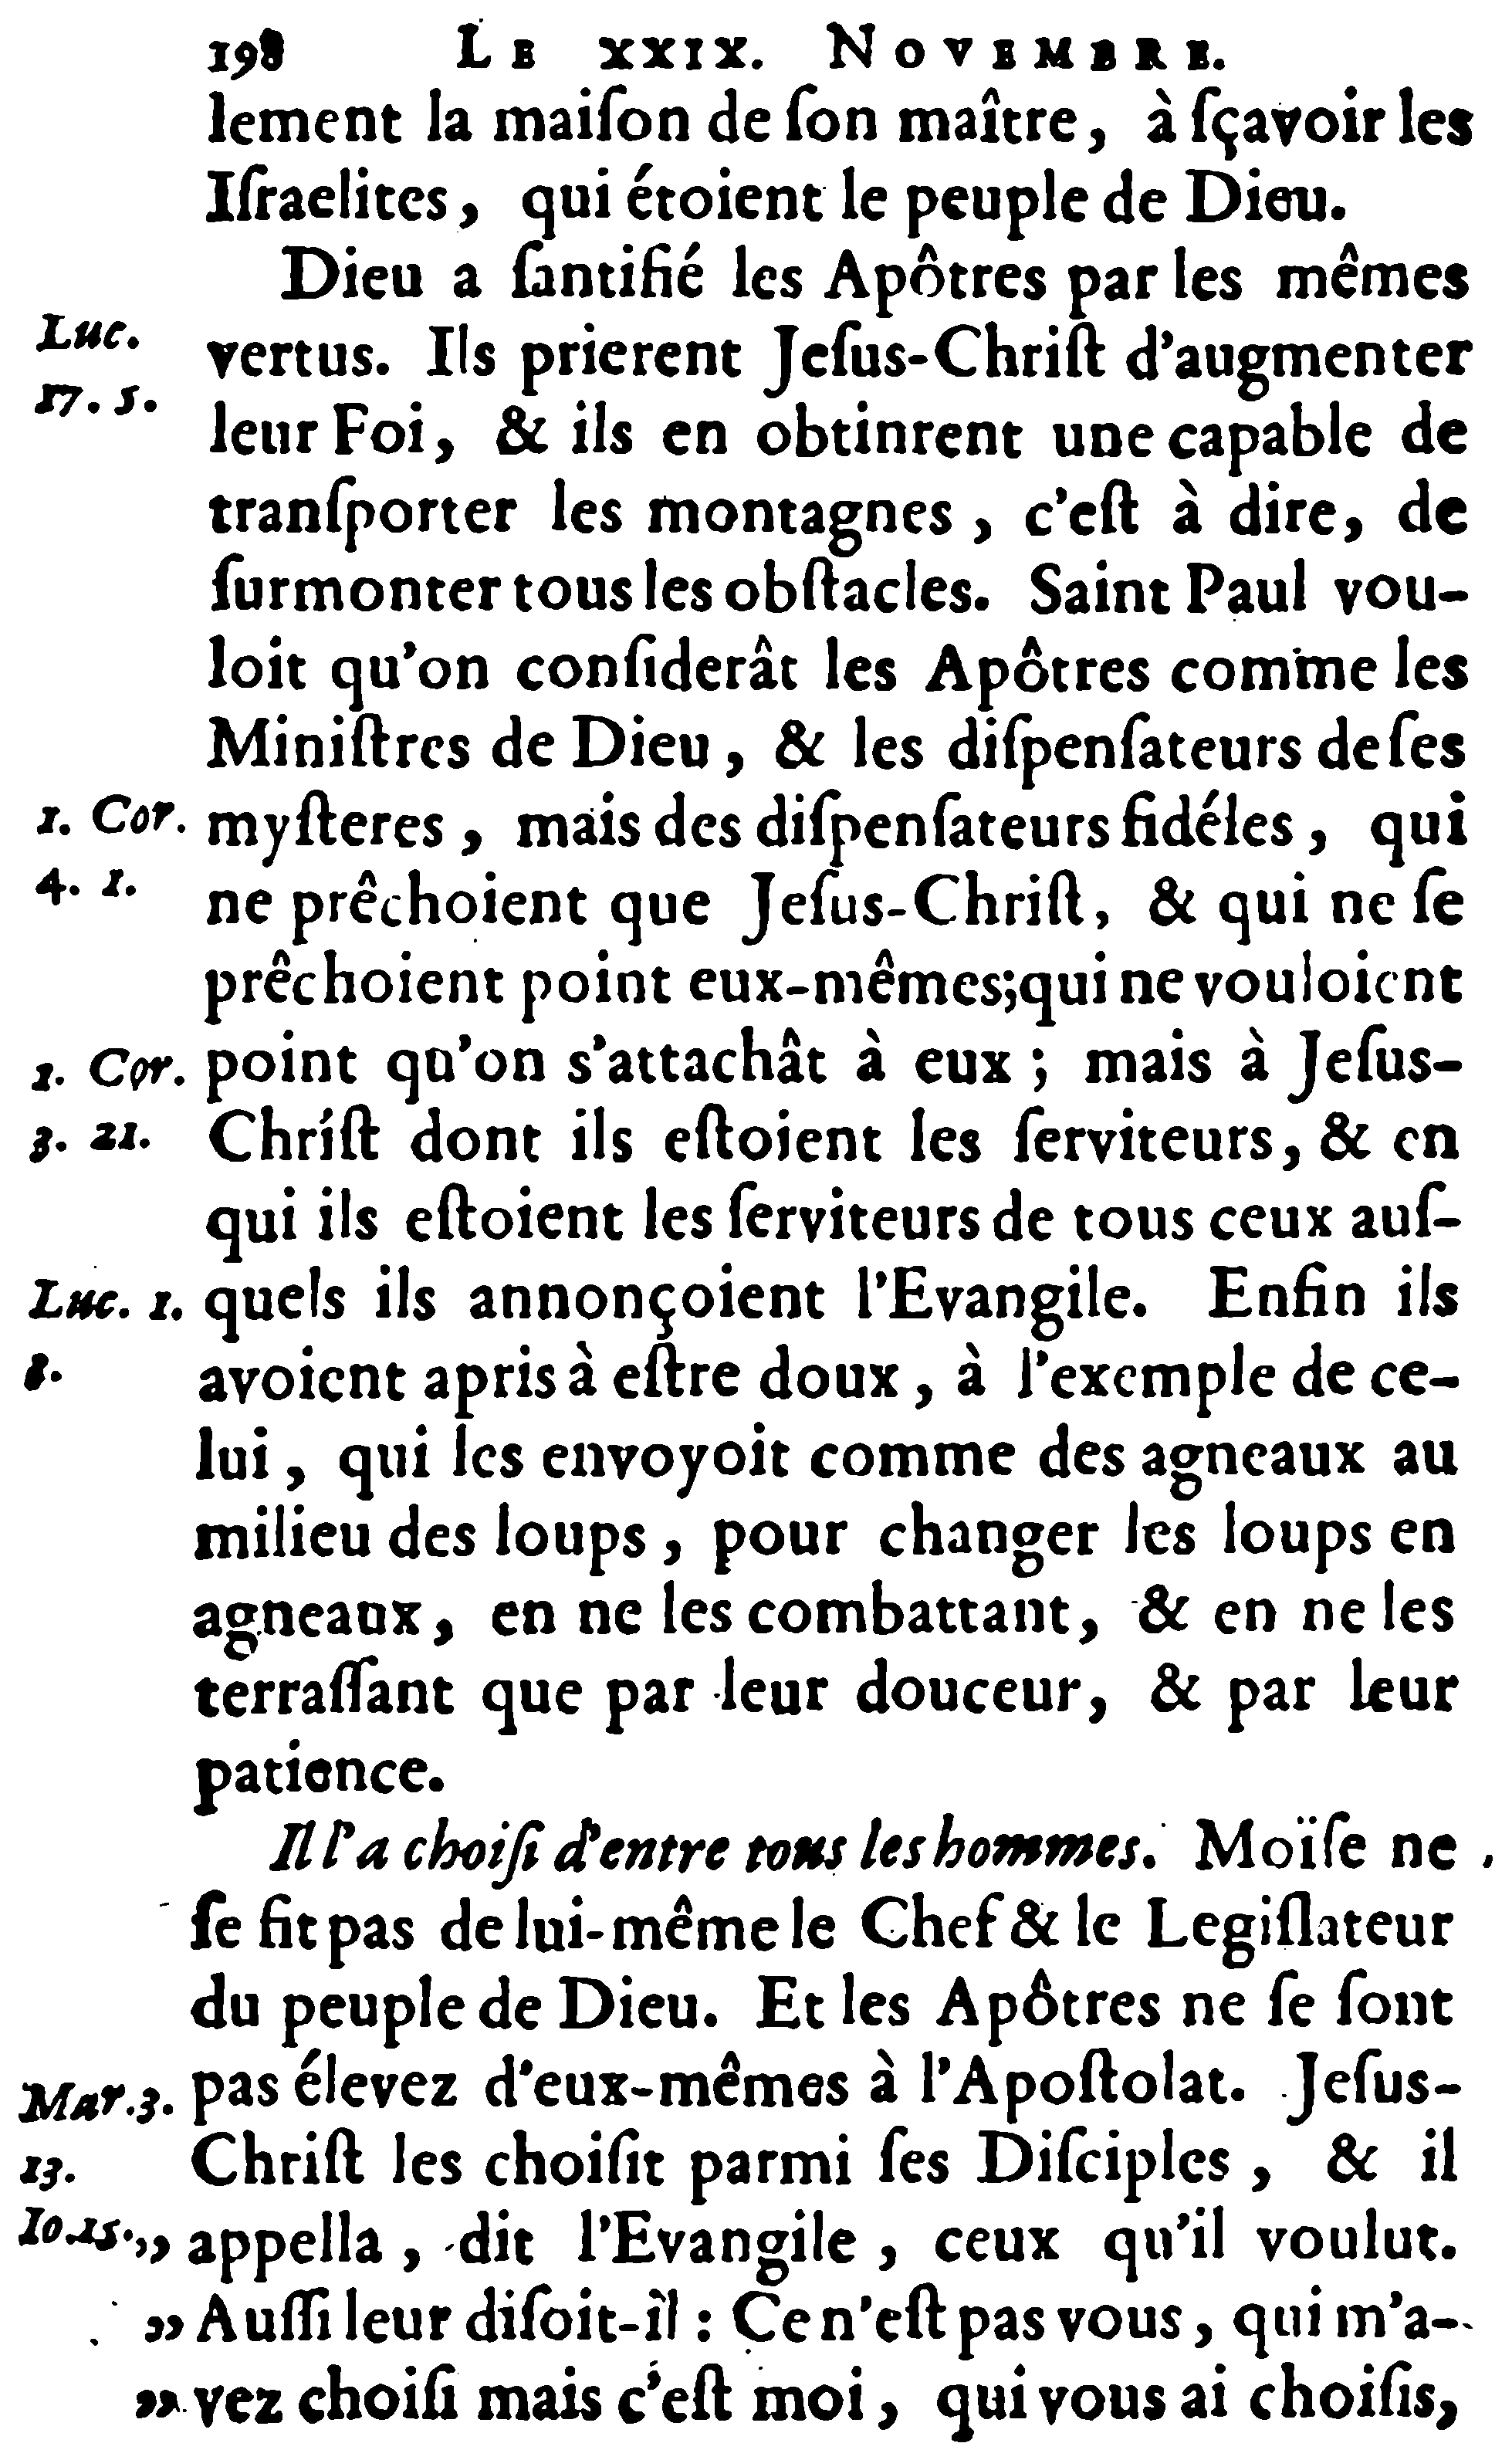 198 LE XXIX. NOVEMBRE.
lement la maiſon de ſon maître, à ſçavoir les
Iſraelites, qui étoient le peuple de Dieu.
Dieu a ſantifié les Apôtres par les mêmes
Luc. vertus. Ils prierent Jeſus-Chriſt d'augmenter
17. 5. leur Foi, & ils en obtinrent une capable de
tranſporter les montagnes, c'eſt à dire, de
ſurmonter tous les obſtacles. Saint Paul vou-
loit qu'on conſiderât les Apôtres comme les
Miniſtres de Dieu, & les diſpenſateurs de ſes
1. Cor. myſteres, mais des diſpenſateurs fidéles, qui
4. 1. ne prêchoient que Jeſus-Chriſt, & qui ne ſe
prêchoient point eux-mêmes; qui ne vouloient
1. Cor. point qu'on s'attachât à eux ; mais à Jeſus-
3. 21. Chriſt dont ils eſtoient les ſerviteurs, & en
qui ils eſtoient les ſerviteurs de tous ceux auſ-
Luc. 1. quels ils annonçoient l'Evangile. Enfin ils
8. avoient apris à eſtre doux, à l'exemple de ce-
lui, qui les envoyoit comme des agneaux au
milieu des loups, pour changer les loups en
agneaux, en ne les combattant, & en ne les
terraſſant que par leur douceur, & par leur
patience.
Il l'a choiſi d'entre tous les hommes. Moïſe ne
ſe fit pas de lui-même le Chef & le Legiſlateur
du peuple de Dieu. Et les Apôtres ne ſe ſont
Mar. 3. pas élevez d'eux-mêmes à l'Apoſtolat. Jeſus-
13. Chriſt les choiſit parmi ſes Diſciples, & il
Io. 15. „ appella, dit l'Evangile, ceux qu'il voulut.
„ Auſſi leur diſoit-il : Ce n'eſt pas vous, qui m'a-
„ vez choiſi mais c'eſt moi, qui vous ai choiſis,